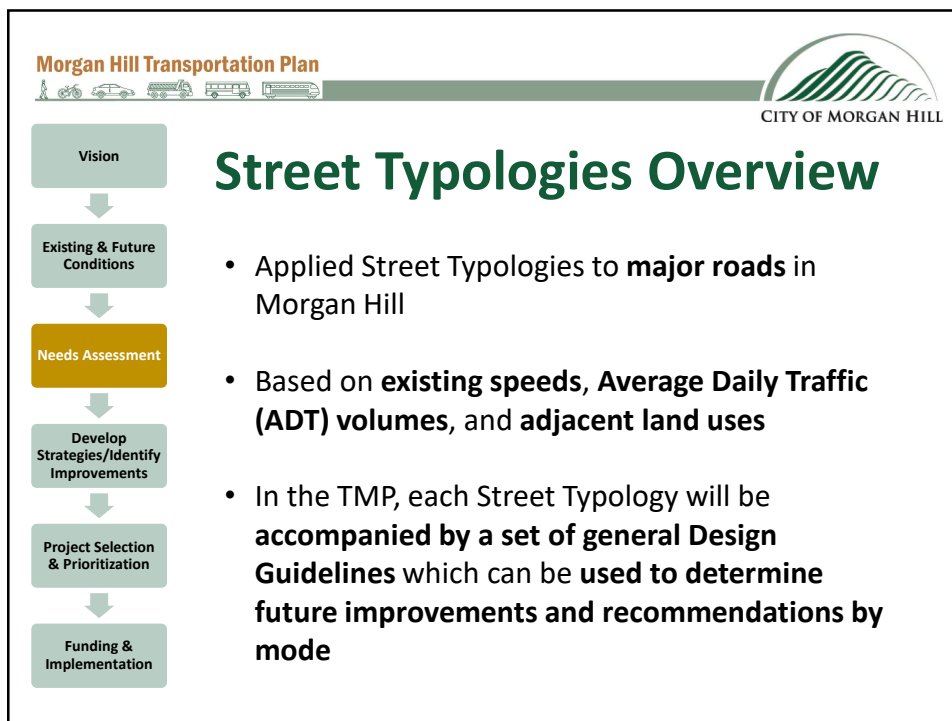 Morgan Hill Transportation Plan
CITY OF MORGAN HILL
Vision
Existing & Future
Conditions
Needs Assessment
Develop
Strategies/Identify
Improvements
Project Selection
& Prioritization
Funding &
Implementation
Street Typologies Overview
• Applied Street Typologies to major roads in
Morgan Hill
• Based on existing speeds, Average Daily Traffic
(ADT) volumes, and adjacent land uses
• In the TMP, each Street Typology will be
accompanied by a set of general Design
Guidelines which can be used to determine
future improvements and recommendations by
mode